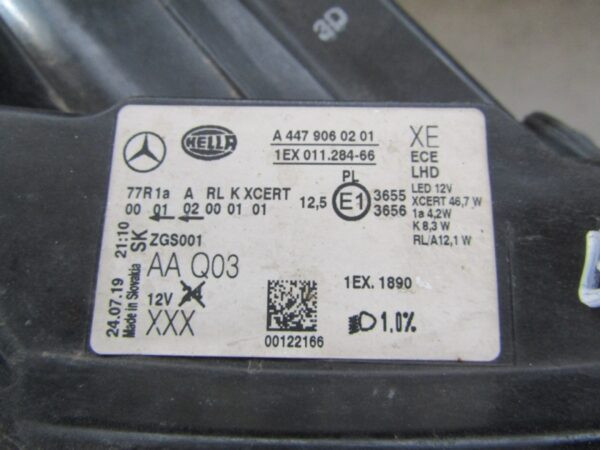 3D
HELLA
A 447 906 02 01
1EX 011.284-66
XE
ECE
LHD
LED 12V
XCERT 46,7 W
1a 4,2W
K 8,3 W
RL/A12,1 W
PL
77R1a A RL K XCERT
00 01 02 00 01 01
12,5 E1 3655
3656
ZGS001
AA Q03
12V
XXX
00122166
1EX. 1890
1.0%
24.07.19 21:10
Made in Slovakia SK